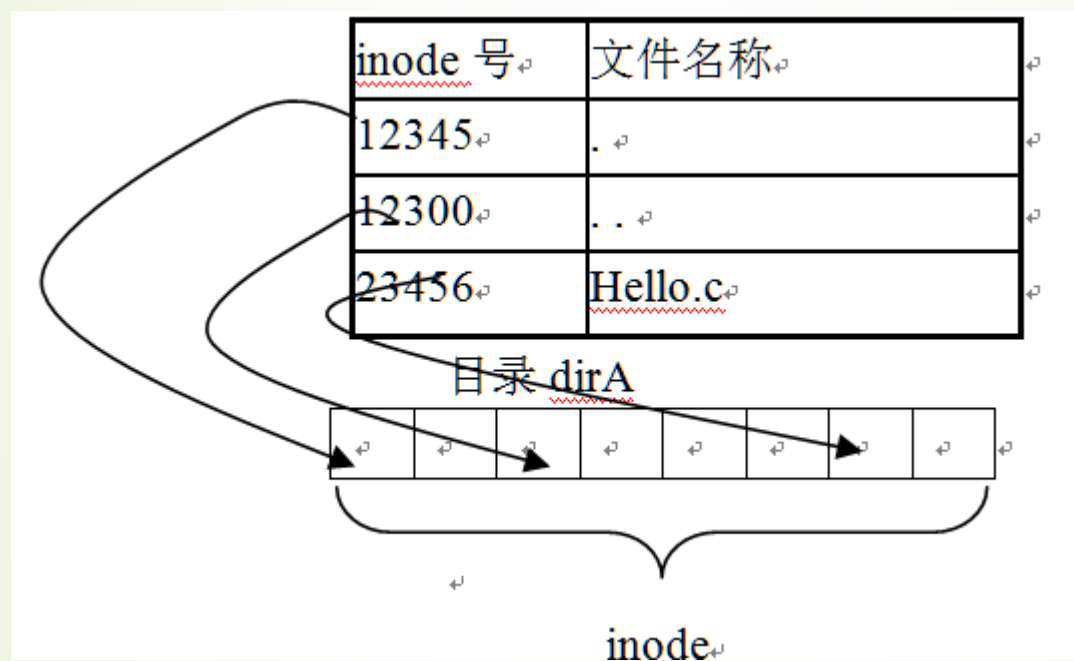 inode 号 文件名称
12345 .
12300 . .
23456 Hello.c
目录 dirA
inode